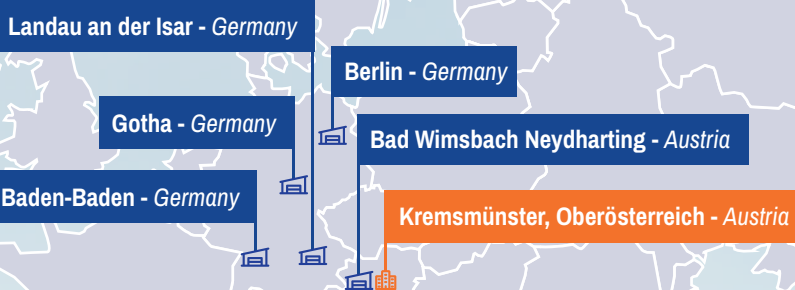 Landau an der Isar - Germany
Berlin - Germany
Gotha - Germany
Bad Wimsbach Neydharting - Austria
Baden-Baden - Germany
Kremsmünster, Oberösterreich - Austria